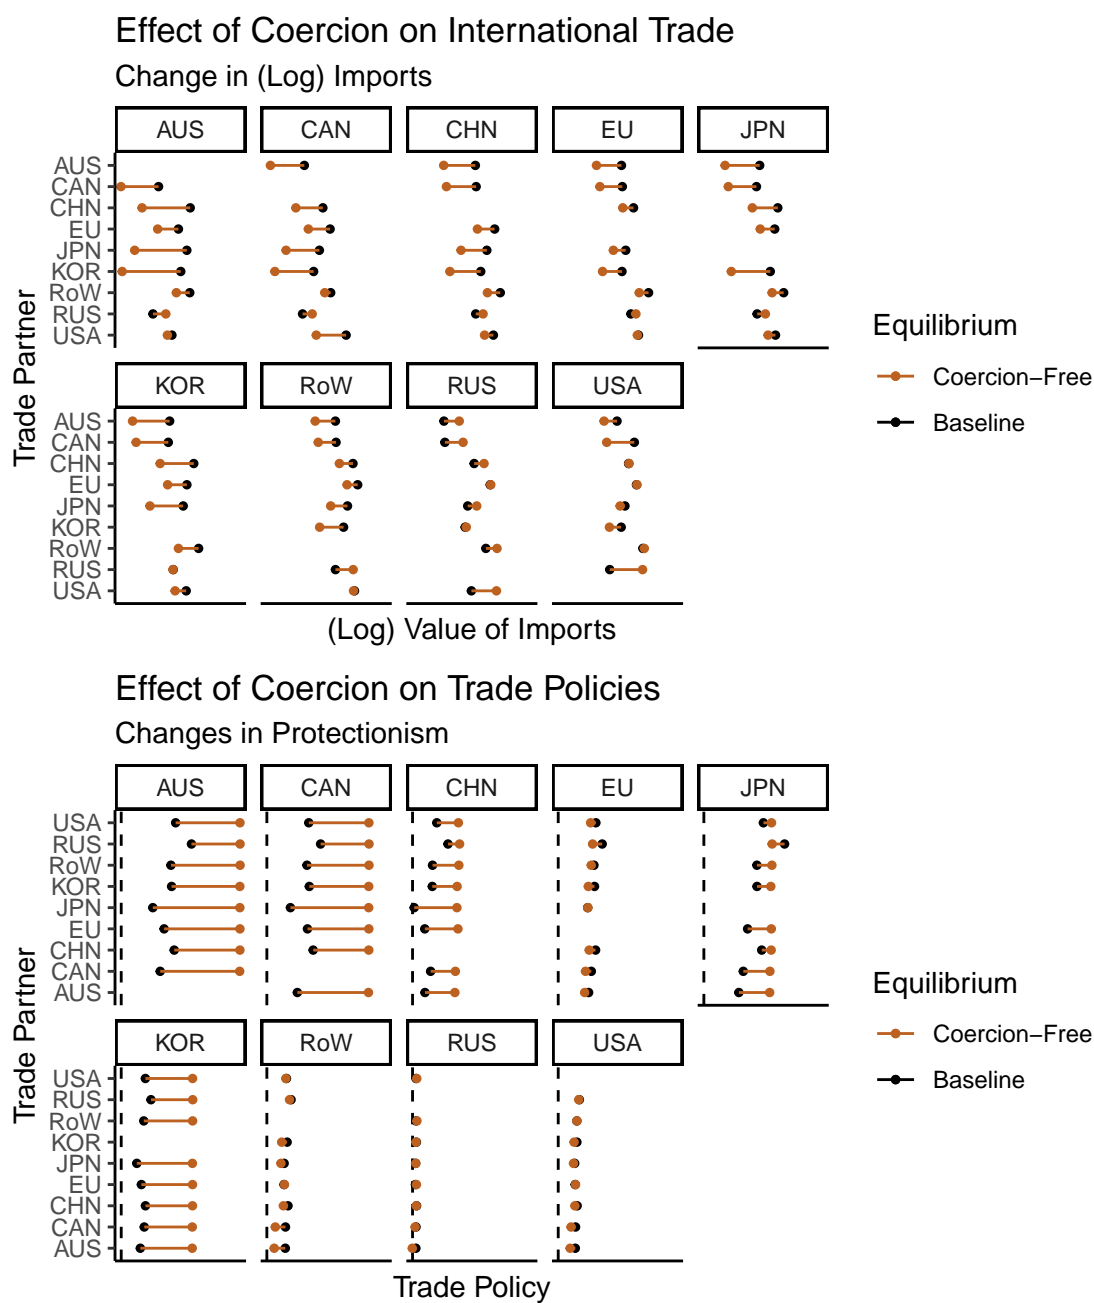 Effect of Coercion on International Trade
Change in (Log) Imports
AUS CAN CHN EU JPN
AUS
CAN
CHN
EU
JPN
KOR
RoW
RUS
USA
KOR RoW RUS USA
AUS
CAN
CHN
EU
JPN
KOR
RoW
RUS
USA
Trade Partner
(Log) Value of Imports
Equilibrium
Coercion−Free
Baseline
Effect of Coercion on Trade Policies
Changes in Protectionism
AUS CAN CHN EU JPN
USA
RUS
RoW
KOR
JPN
EU
CHN
CAN
AUS
KOR RoW RUS USA
USA
RUS
RoW
KOR
JPN
EU
CHN
CAN
AUS
Trade Partner
Trade Partner
Trade Policy
Equilibrium
Coercion−Free
Baseline